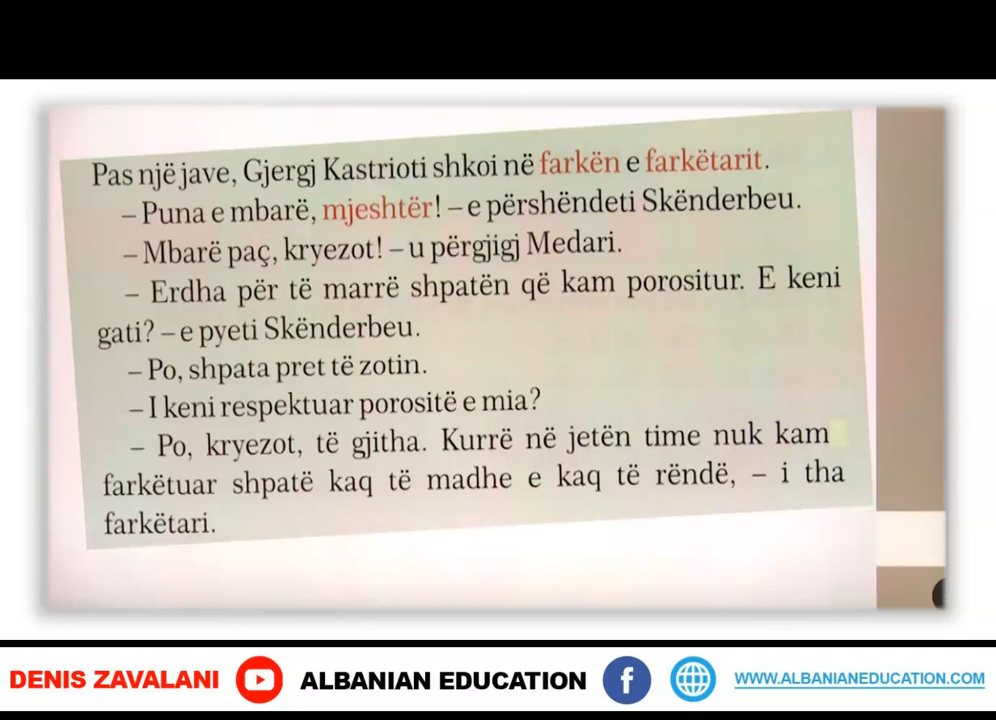 Pas një jave, Gjergj Kastrioti shkoi në farkën e farkëtarit.
– Puna e mbarë, mjeshtër! – e përshëndeti Skënderbeu.
– Mbarë paç, kryezot! – u përgjigj Medari.
– Erdha për të marrë shpatën që kam porositur. E keni
gati? – e pyeti Skënderbeu.
– Po, shpata pret të zotin.
– I keni respektuar porositë e mia?
– Po, kryezot, të gjitha. Kurrë në jetën time nuk kam
farkëtuar shpatë kaq të madhe e kaq të rëndë, – i tha
farkëtari.
DENIS ZAVALANI ALBANIAN EDUCATION f WWW.ALBANIANEDUCATION.COM